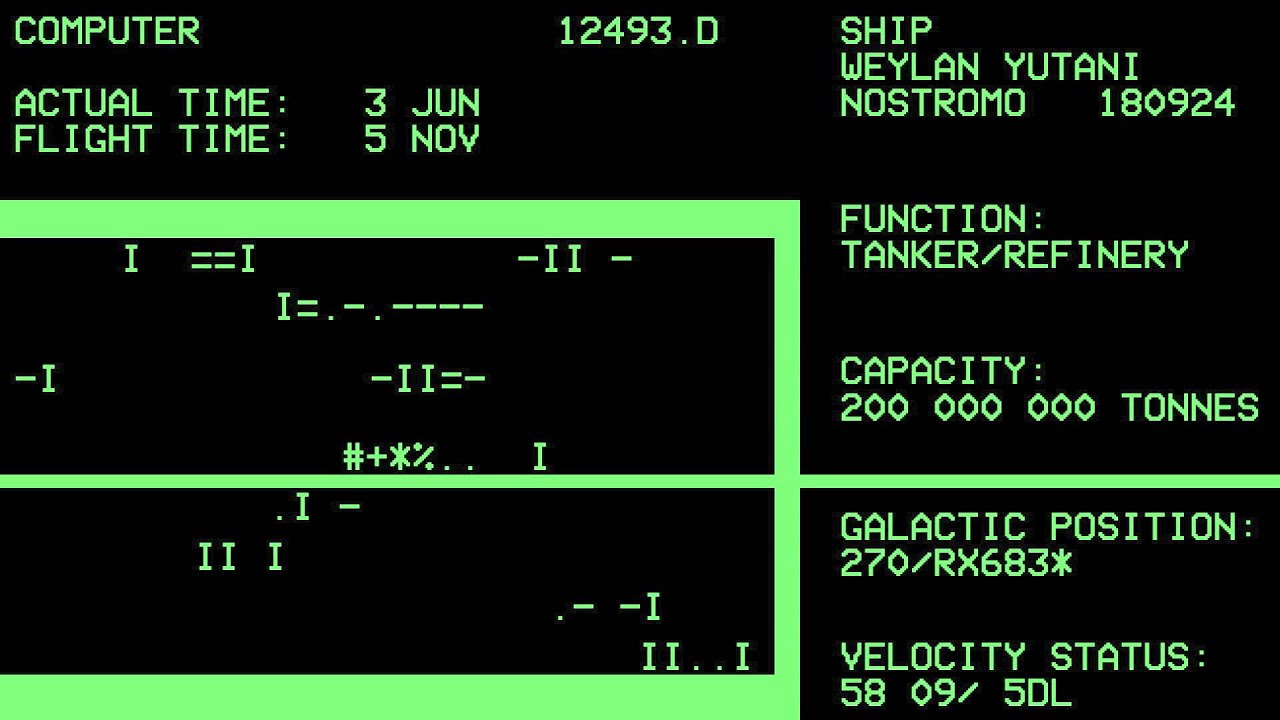 COMPUTER 12493.D
ACTUAL TIME: 3 JUN
FLIGHT TIME: 5 NOV
I ==I -II -
I=.-.----
-I -II=-
#+*%.. I
.I -
II I
.- -I
II..I
SHIP
WEYLAN YUTANI
NOSTROMO 180924
FUNCTION:
TANKER/REFINERY
CAPACITY:
200 000 000 TONNES
GALACTIC POSITION:
270/RX683*
VELOCITY STATUS:
58 09/ 5DL